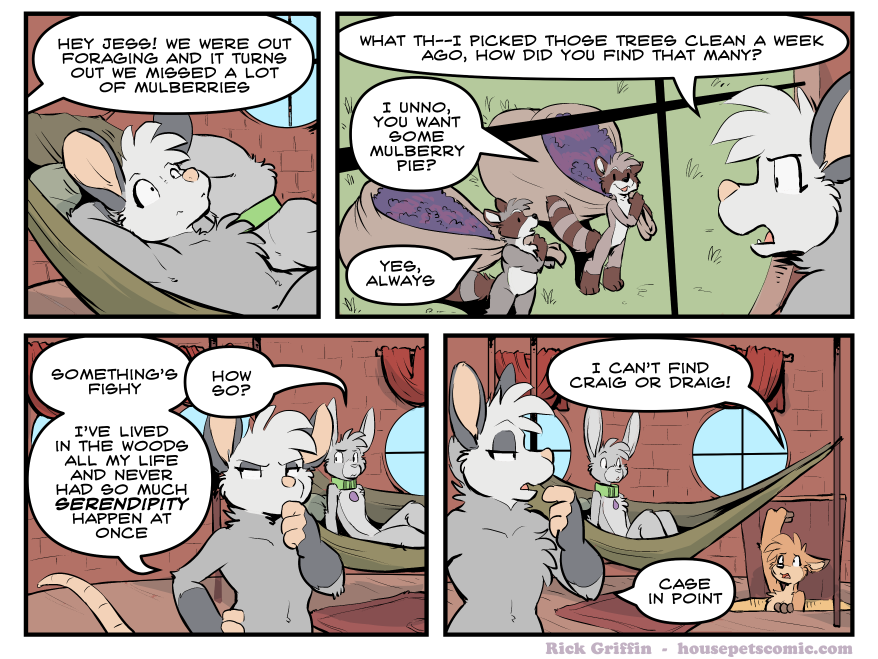 HEY JESS! WE WERE OUT
FORAGING AND IT TURNS
OUT WE MISSED A LOT
OF MULBERRIES
WHAT TH--I PICKED THOSE TREES CLEAN A WEEK
AGO, HOW DID YOU FIND THAT MANY?
I UNNO,
YOU WANT
SOME
MULBERRY
PIE?
YES,
ALWAYS
SOMETHING'S
FISHY
I'VE LIVED
IN THE WOODS
ALL MY LIFE
AND NEVER
HAD SO MUCH
SERENDIPITY
HAPPEN AT
ONCE
HOW
SO?
I CAN'T FIND
CRAIG OR DRAIG!
CASE
IN POINT
Rick Griffin - housepetscomic.com